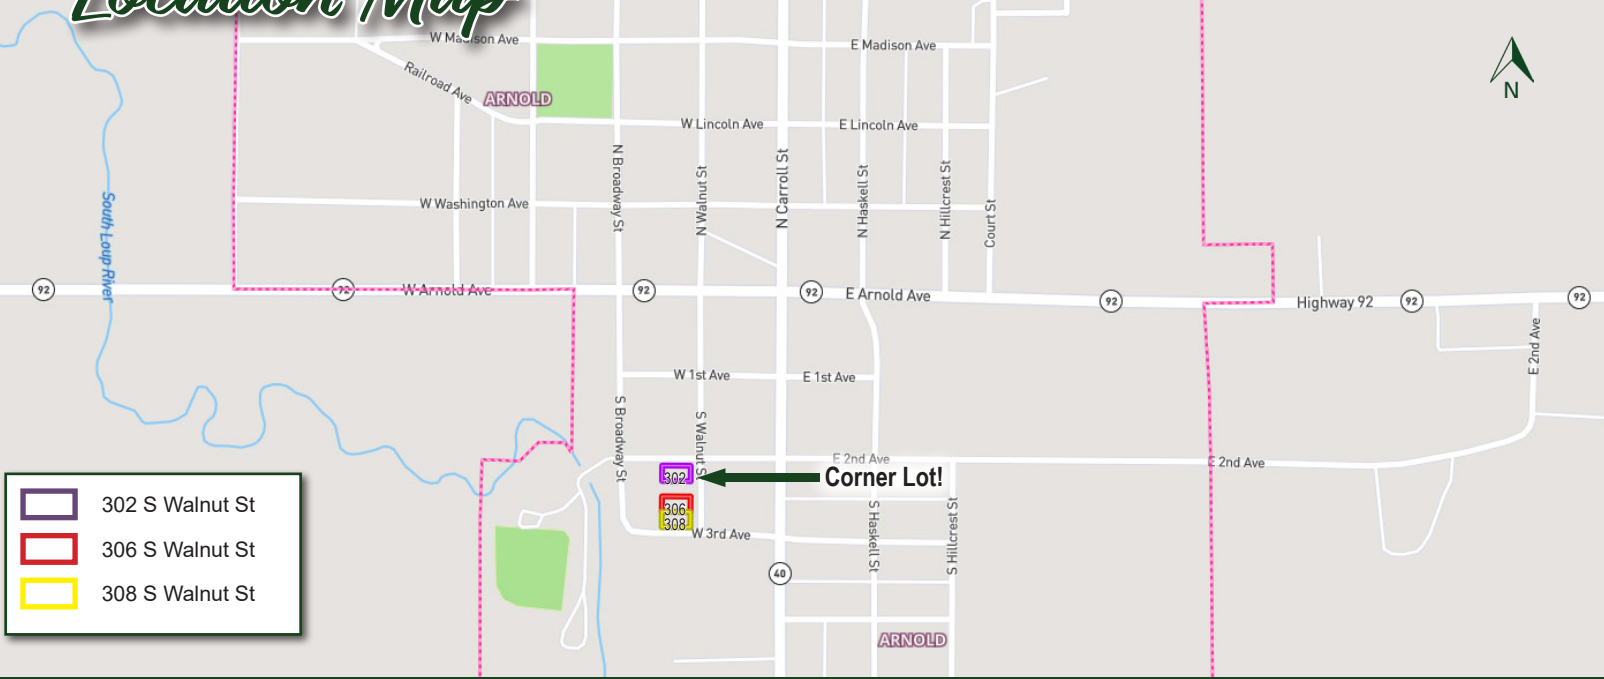 Location Map
W Madison Ave
E Madison Ave
N
Railroad Ave
ARNOLD
W Lincoln Ave
E Lincoln Ave
N Broadway St
N Walnut St
N Carroll St
N Haskell St
N Hillcrest St
Court St
South Loup River
W Washington Ave
92
92
W Arnold Ave
92
92
E Arnold Ave
92
Highway 92
92
92
E 2nd Ave
W 1st Ave
E 1st Ave
S Broadway St
S Walnut St
E 2nd Ave
E 2nd Ave
302
Corner Lot!
306
308
W 3rd Ave
S Haskell St
S Hillcrest St
40
ARNOLD
302 S Walnut St
306 S Walnut St
308 S Walnut St